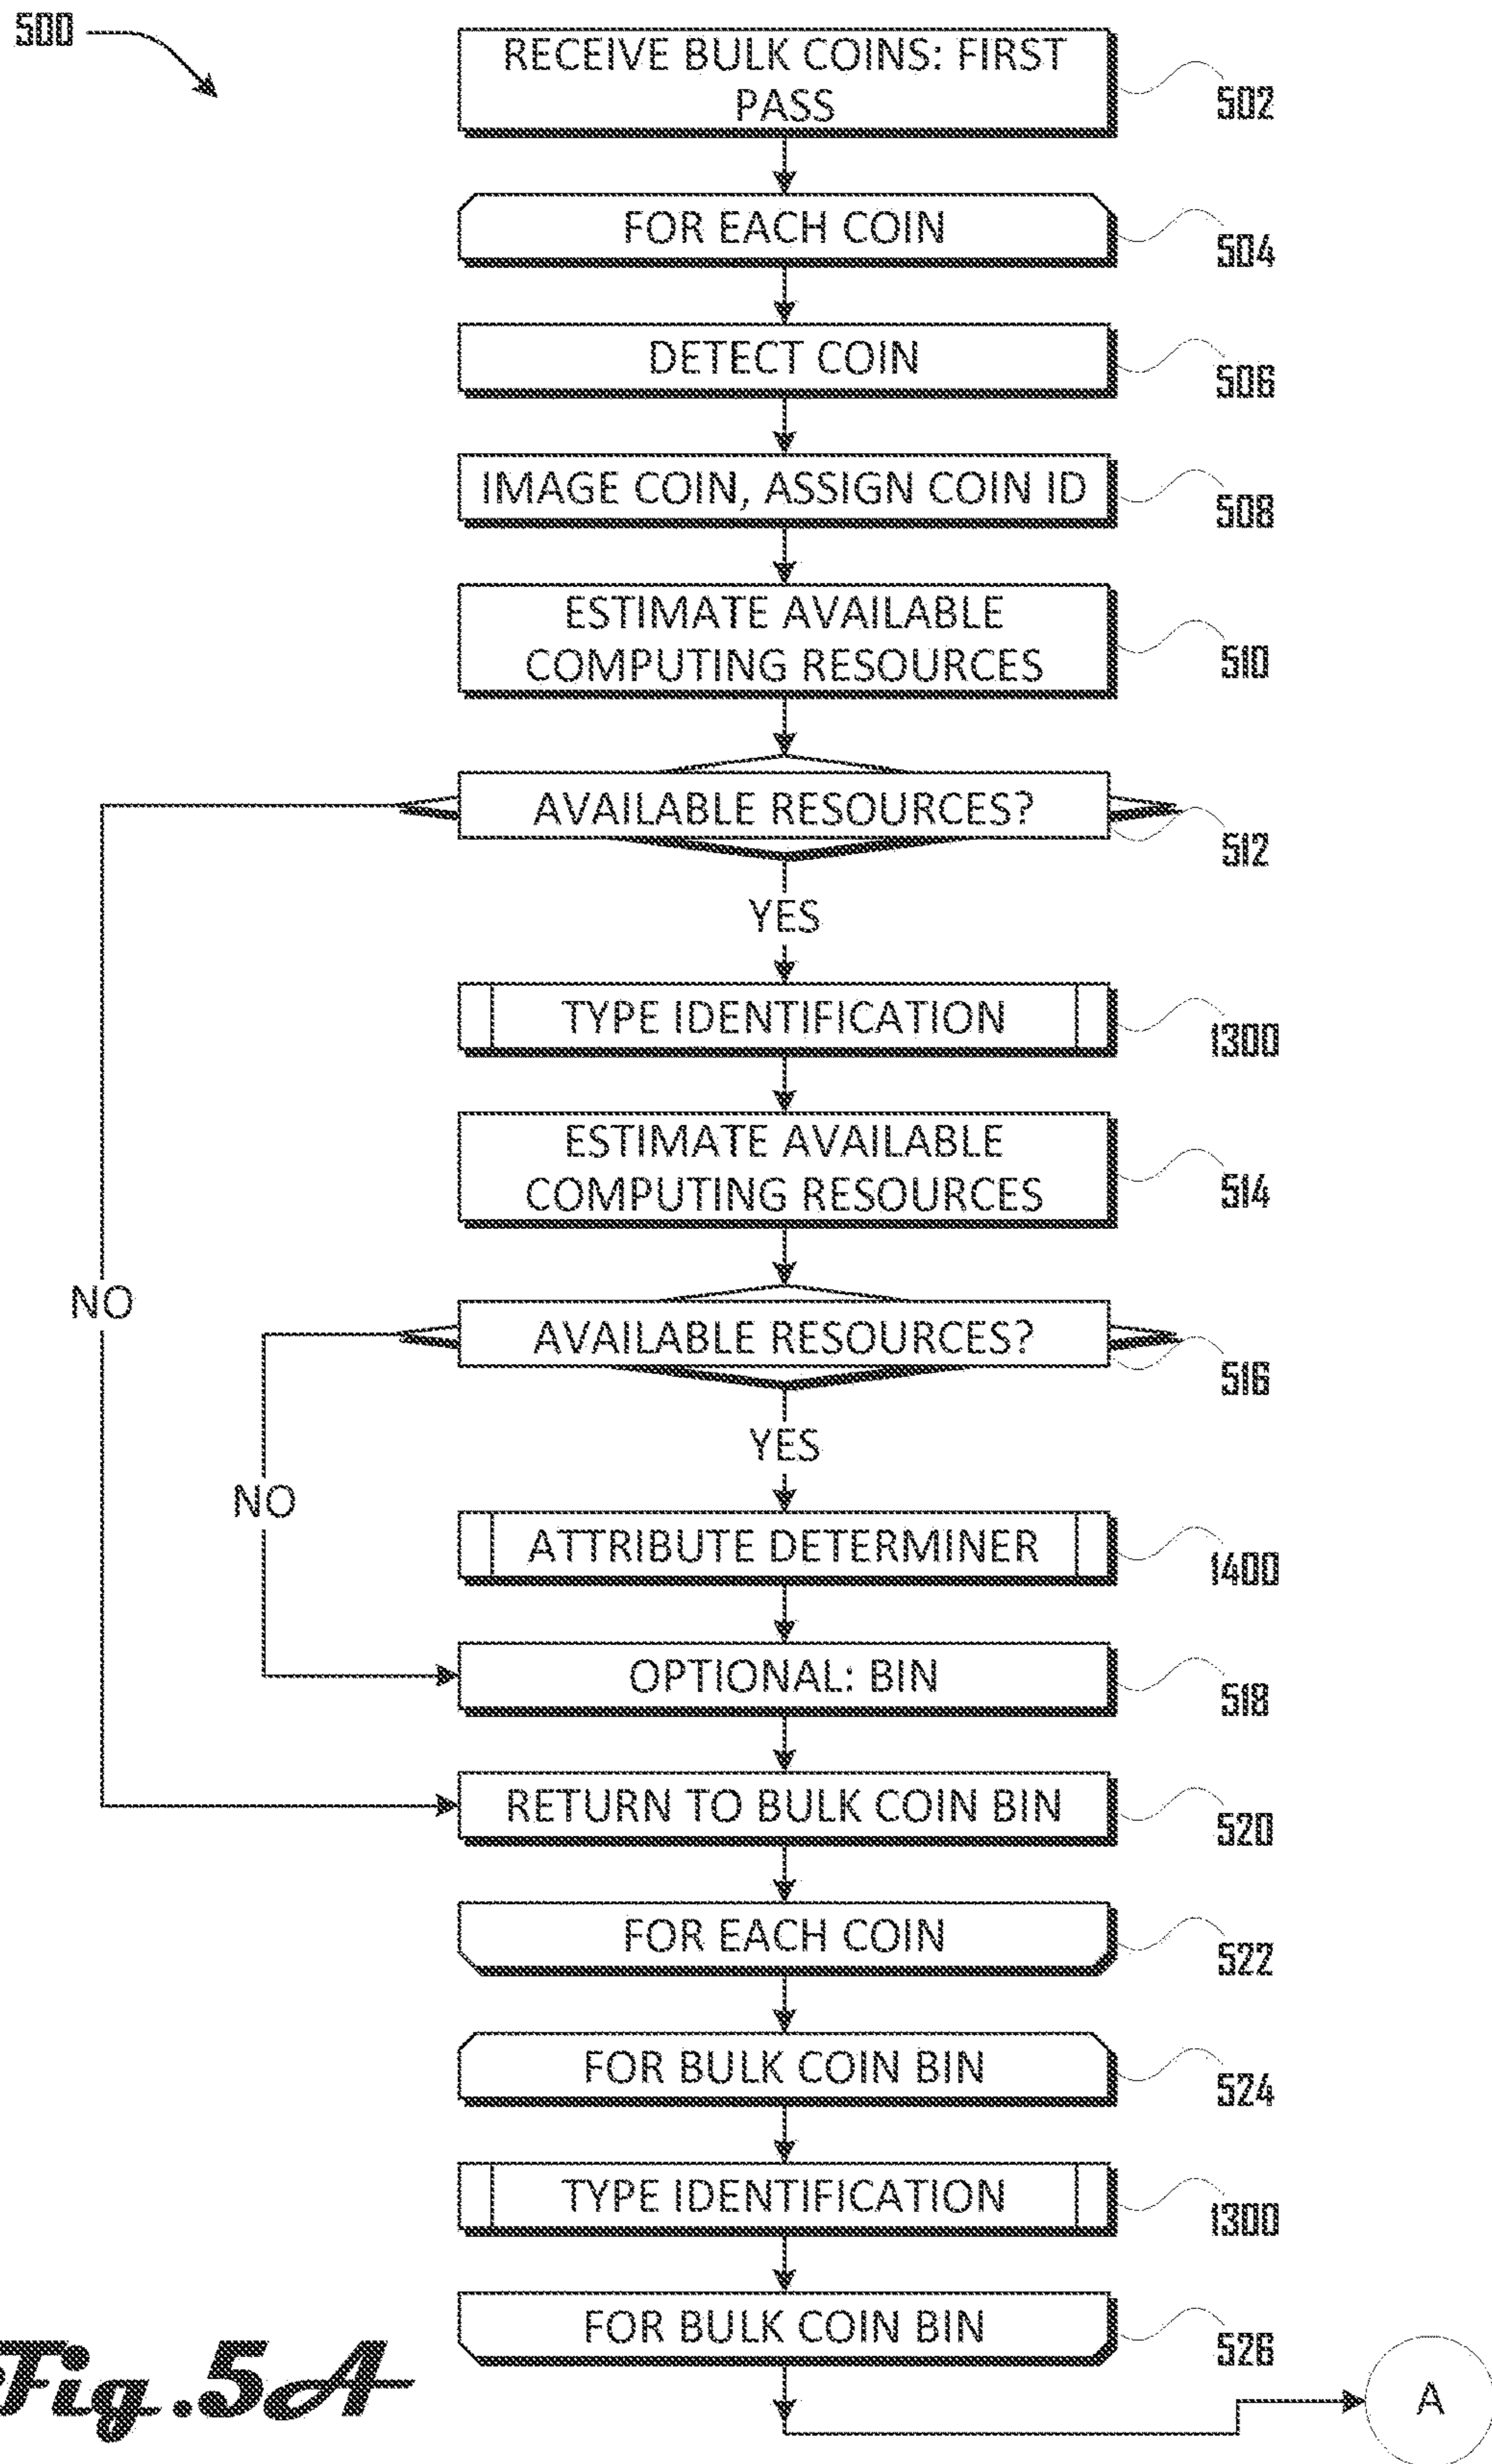 500
RECEIVE BULK COINS: FIRST
PASS
502
FOR EACH COIN
504
DETECT COIN
506
IMAGE COIN, ASSIGN COIN ID
508
ESTIMATE AVAILABLE
COMPUTING RESOURCES
510
AVAILABLE RESOURCES?
512
YES
TYPE IDENTIFICATION
1300
ESTIMATE AVAILABLE
COMPUTING RESOURCES
514
NO
AVAILABLE RESOURCES?
516
YES
NO
ATTRIBUTE DETERMINER
1400
OPTIONAL: BIN
518
RETURN TO BULK COIN BIN
520
FOR EACH COIN
522
FOR BULK COIN BIN
524
TYPE IDENTIFICATION
1300
FOR BULK COIN BIN
526
Fig.5A
A